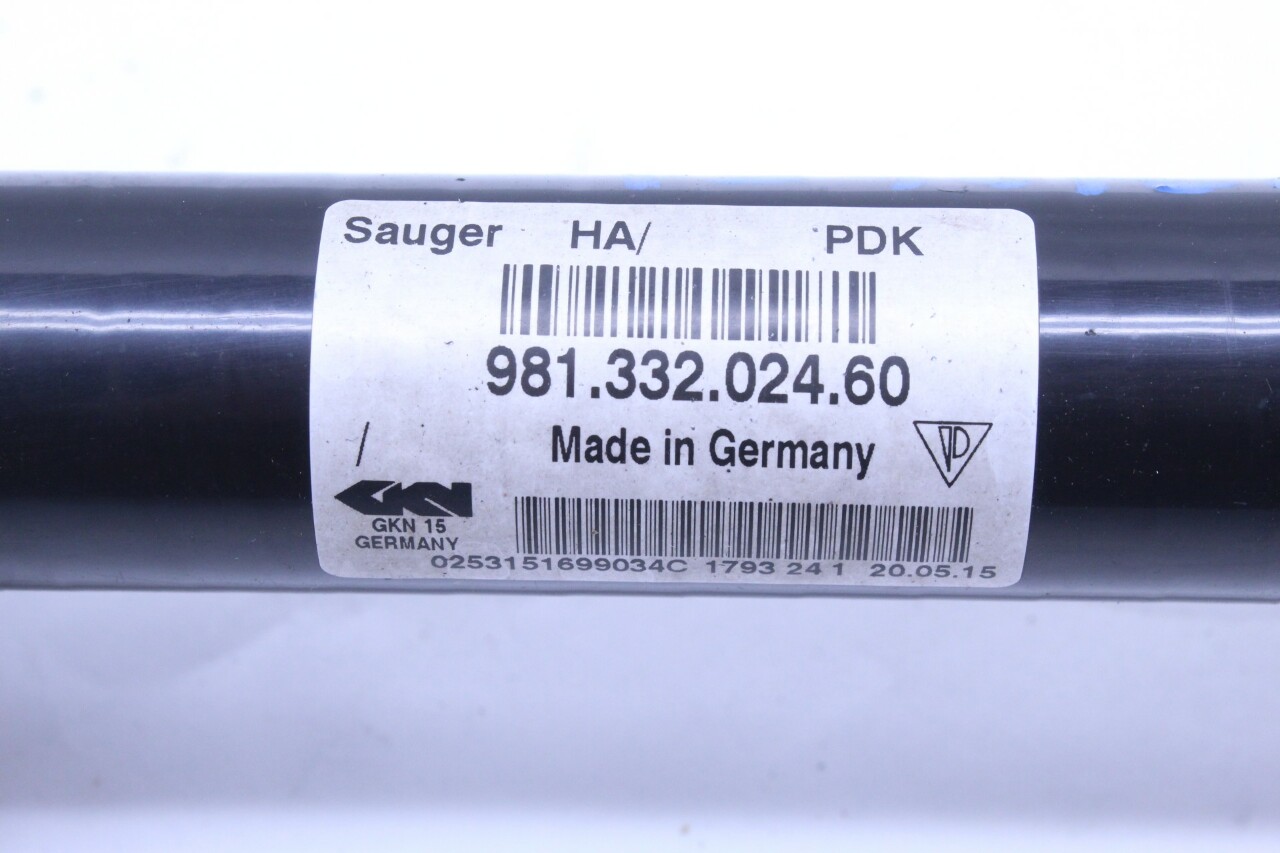 Sauger HA/ PDK
981.332.024.60
/ Made in Germany
GKN
GKN 15
GERMANY
0253151699034C 1793 24 1 20.05.15